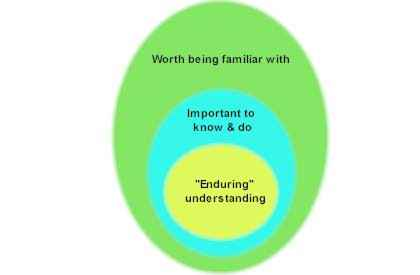 Worth being familiar with
Important to
know & do
"Enduring"
understanding